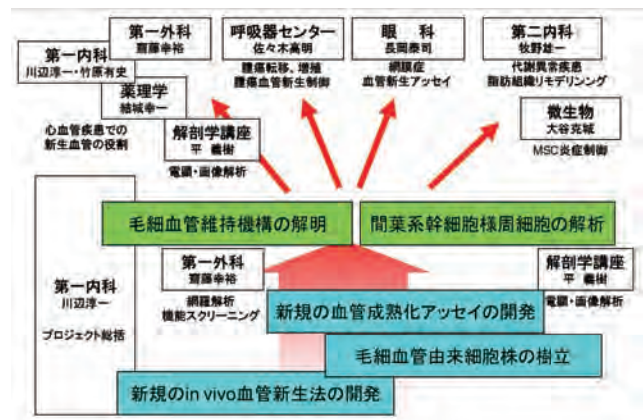 第一外科
齋藤幸裕
呼吸器センター
佐々木高明
腫瘍転移、増殖
腫瘍血管新生制御
眼 科
長岡泰司
網膜症
血管新生アッセイ
第二内科
牧野雄一
代謝異常疾患
脂肪組織リモデリング
第一内科
川辺淳一・竹原有史
薬理学
結城幸一
心血管疾患での
新生血管の役割
解剖学講座
平 義樹
電顕・画像解析
微生物
大谷克城
MSC炎症制御
毛細血管維持機構の解明
間葉系幹細胞様周細胞の解析
第一内科
川辺淳一
プロジェクト総括
第一外科
齋藤幸裕
網羅解析
機能スクリーニング
解剖学講座
平 義樹
電顕・画像解析
新規の血管成熟化アッセイの開発
毛細血管由来細胞株の樹立
新規のin vivo血管新生法の開発